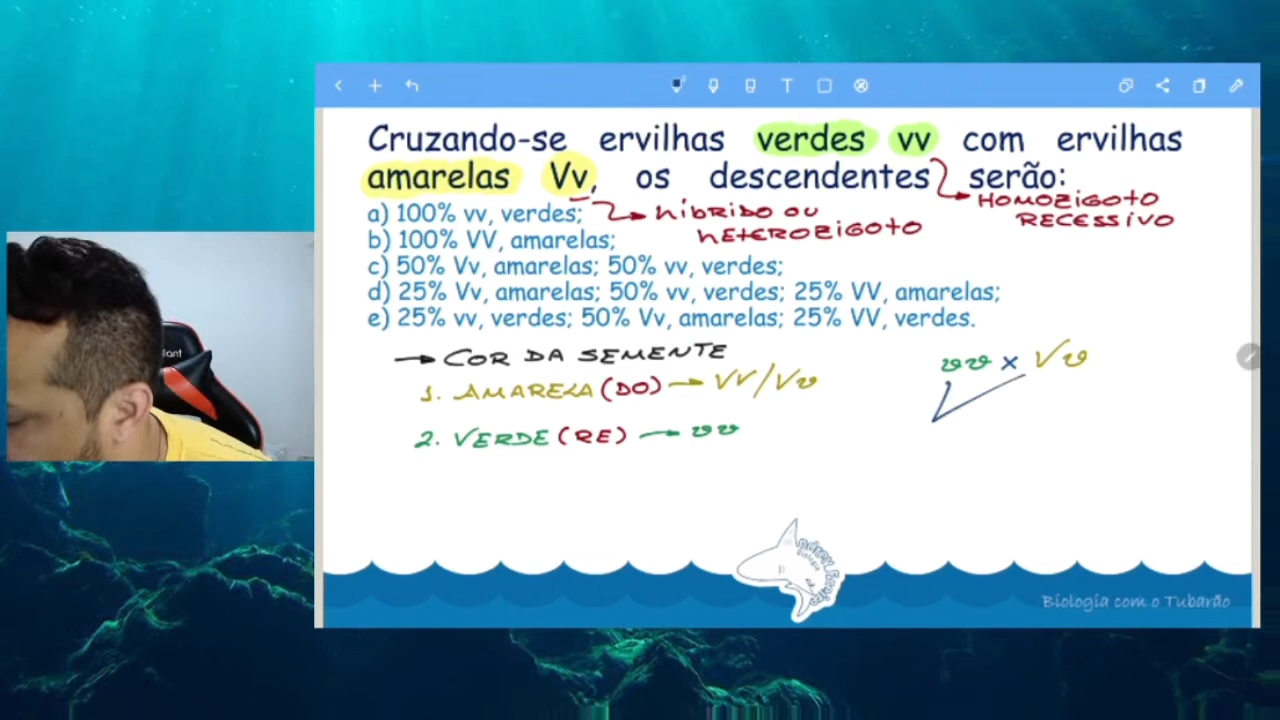 Cruzando-se ervilhas verdes vv com ervilhas
amarelas Vv, os descendentes serão:
a) 100% vv, verdes;
híbrido ou
heterozigoto
Homozigoto
recessivo
b) 100% VV, amarelas;
c) 50% Vv, amarelas; 50% vv, verdes;
d) 25% Vv, amarelas; 50% vv, verdes; 25% VV, amarelas;
e) 25% vv, verdes; 50% Vv, amarelas; 25% VV, verdes.
→ COR DA SEMENTE
1. AMARELA (DO) → VV/Vv
2. VERDE (RE) → vv
vv x Vv
Biologia com o Tubarão